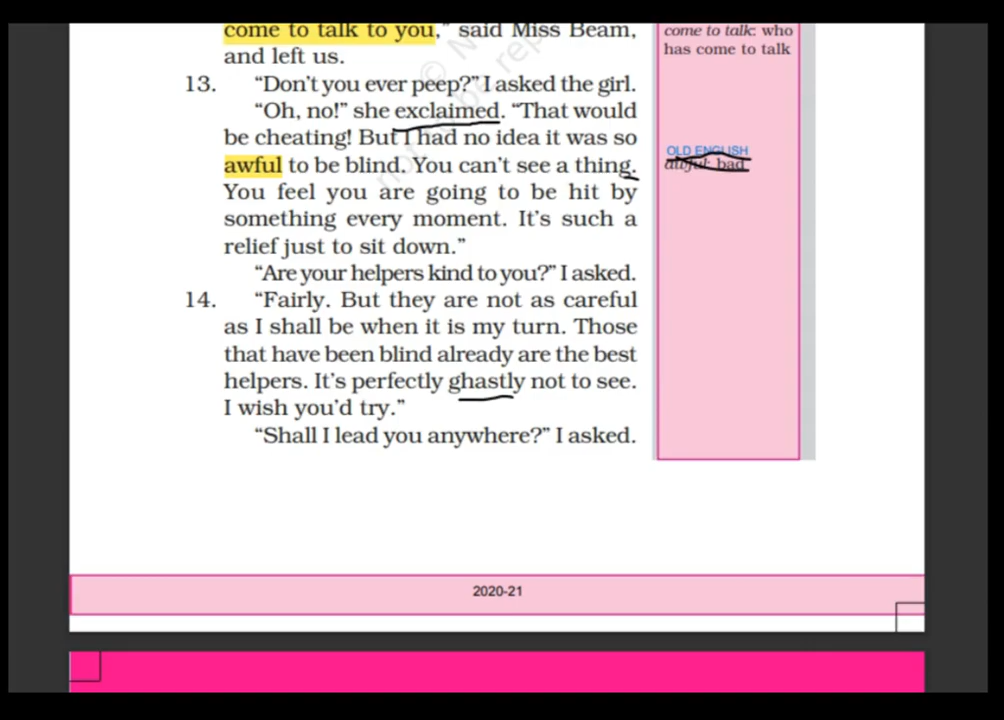 come to talk to you," said Miss Beam,
and left us.
13. "Don't you ever peep?" I asked the girl.
"Oh, no!" she exclaimed. "That would
be cheating! But I had no idea it was so
awful to be blind. You can't see a thing.
You feel you are going to be hit by
something every moment. It's such a
relief just to sit down."
"Are your helpers kind to you?" I asked.
14. "Fairly. But they are not as careful
as I shall be when it is my turn. Those
that have been blind already are the best
helpers. It's perfectly ghastly not to see.
I wish you'd try."
"Shall I lead you anywhere?" I asked.
come to talk: who
has come to talk
OLD ENGLISH
awful: bad
2020-21